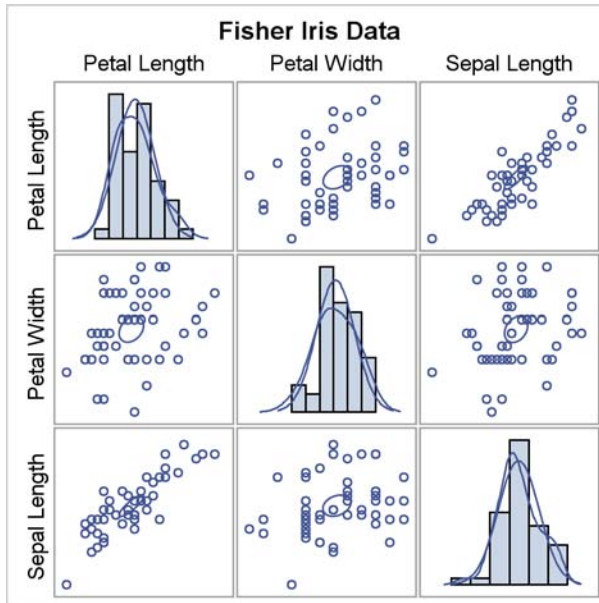 Fisher Iris Data
Petal Length Petal Width Sepal Length
Petal Length
Petal Width
Sepal Length